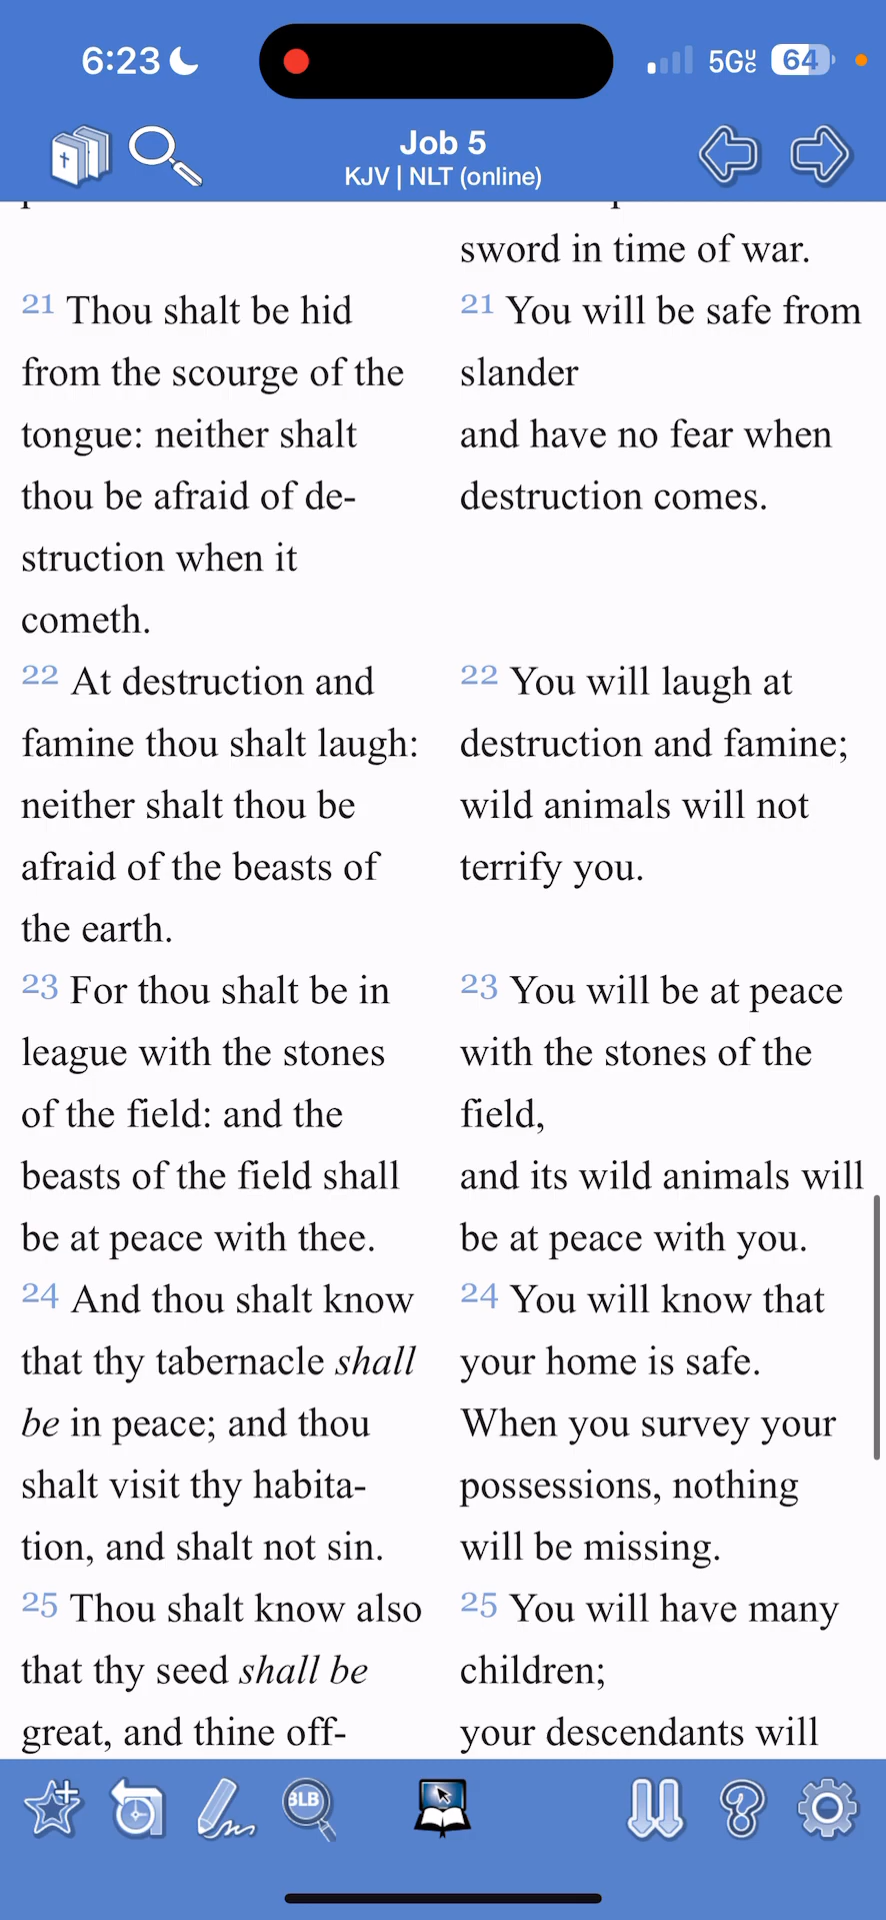 6:23
5G
64
Job 5
KJV | NLT (online)
sword in time of war.
21 Thou shalt be hid
from the scourge of the
tongue: neither shalt
thou be afraid of de-
struction when it
cometh.
21 You will be safe from
slander
and have no fear when
destruction comes.
22 At destruction and
famine thou shalt laugh:
neither shalt thou be
afraid of the beasts of
the earth.
22 You will laugh at
destruction and famine;
wild animals will not
terrify you.
23 For thou shalt be in
league with the stones
of the field: and the
beasts of the field shall
be at peace with thee.
23 You will be at peace
with the stones of the
field,
and its wild animals will
be at peace with you.
24 And thou shalt know
that thy tabernacle shall
be in peace; and thou
shalt visit thy habita-
tion, and shalt not sin.
24 You will know that
your home is safe.
When you survey your
possessions, nothing
will be missing.
25 Thou shalt know also
that thy seed shall be
great, and thine off-
25 You will have many
children;
your descendants will
BLB